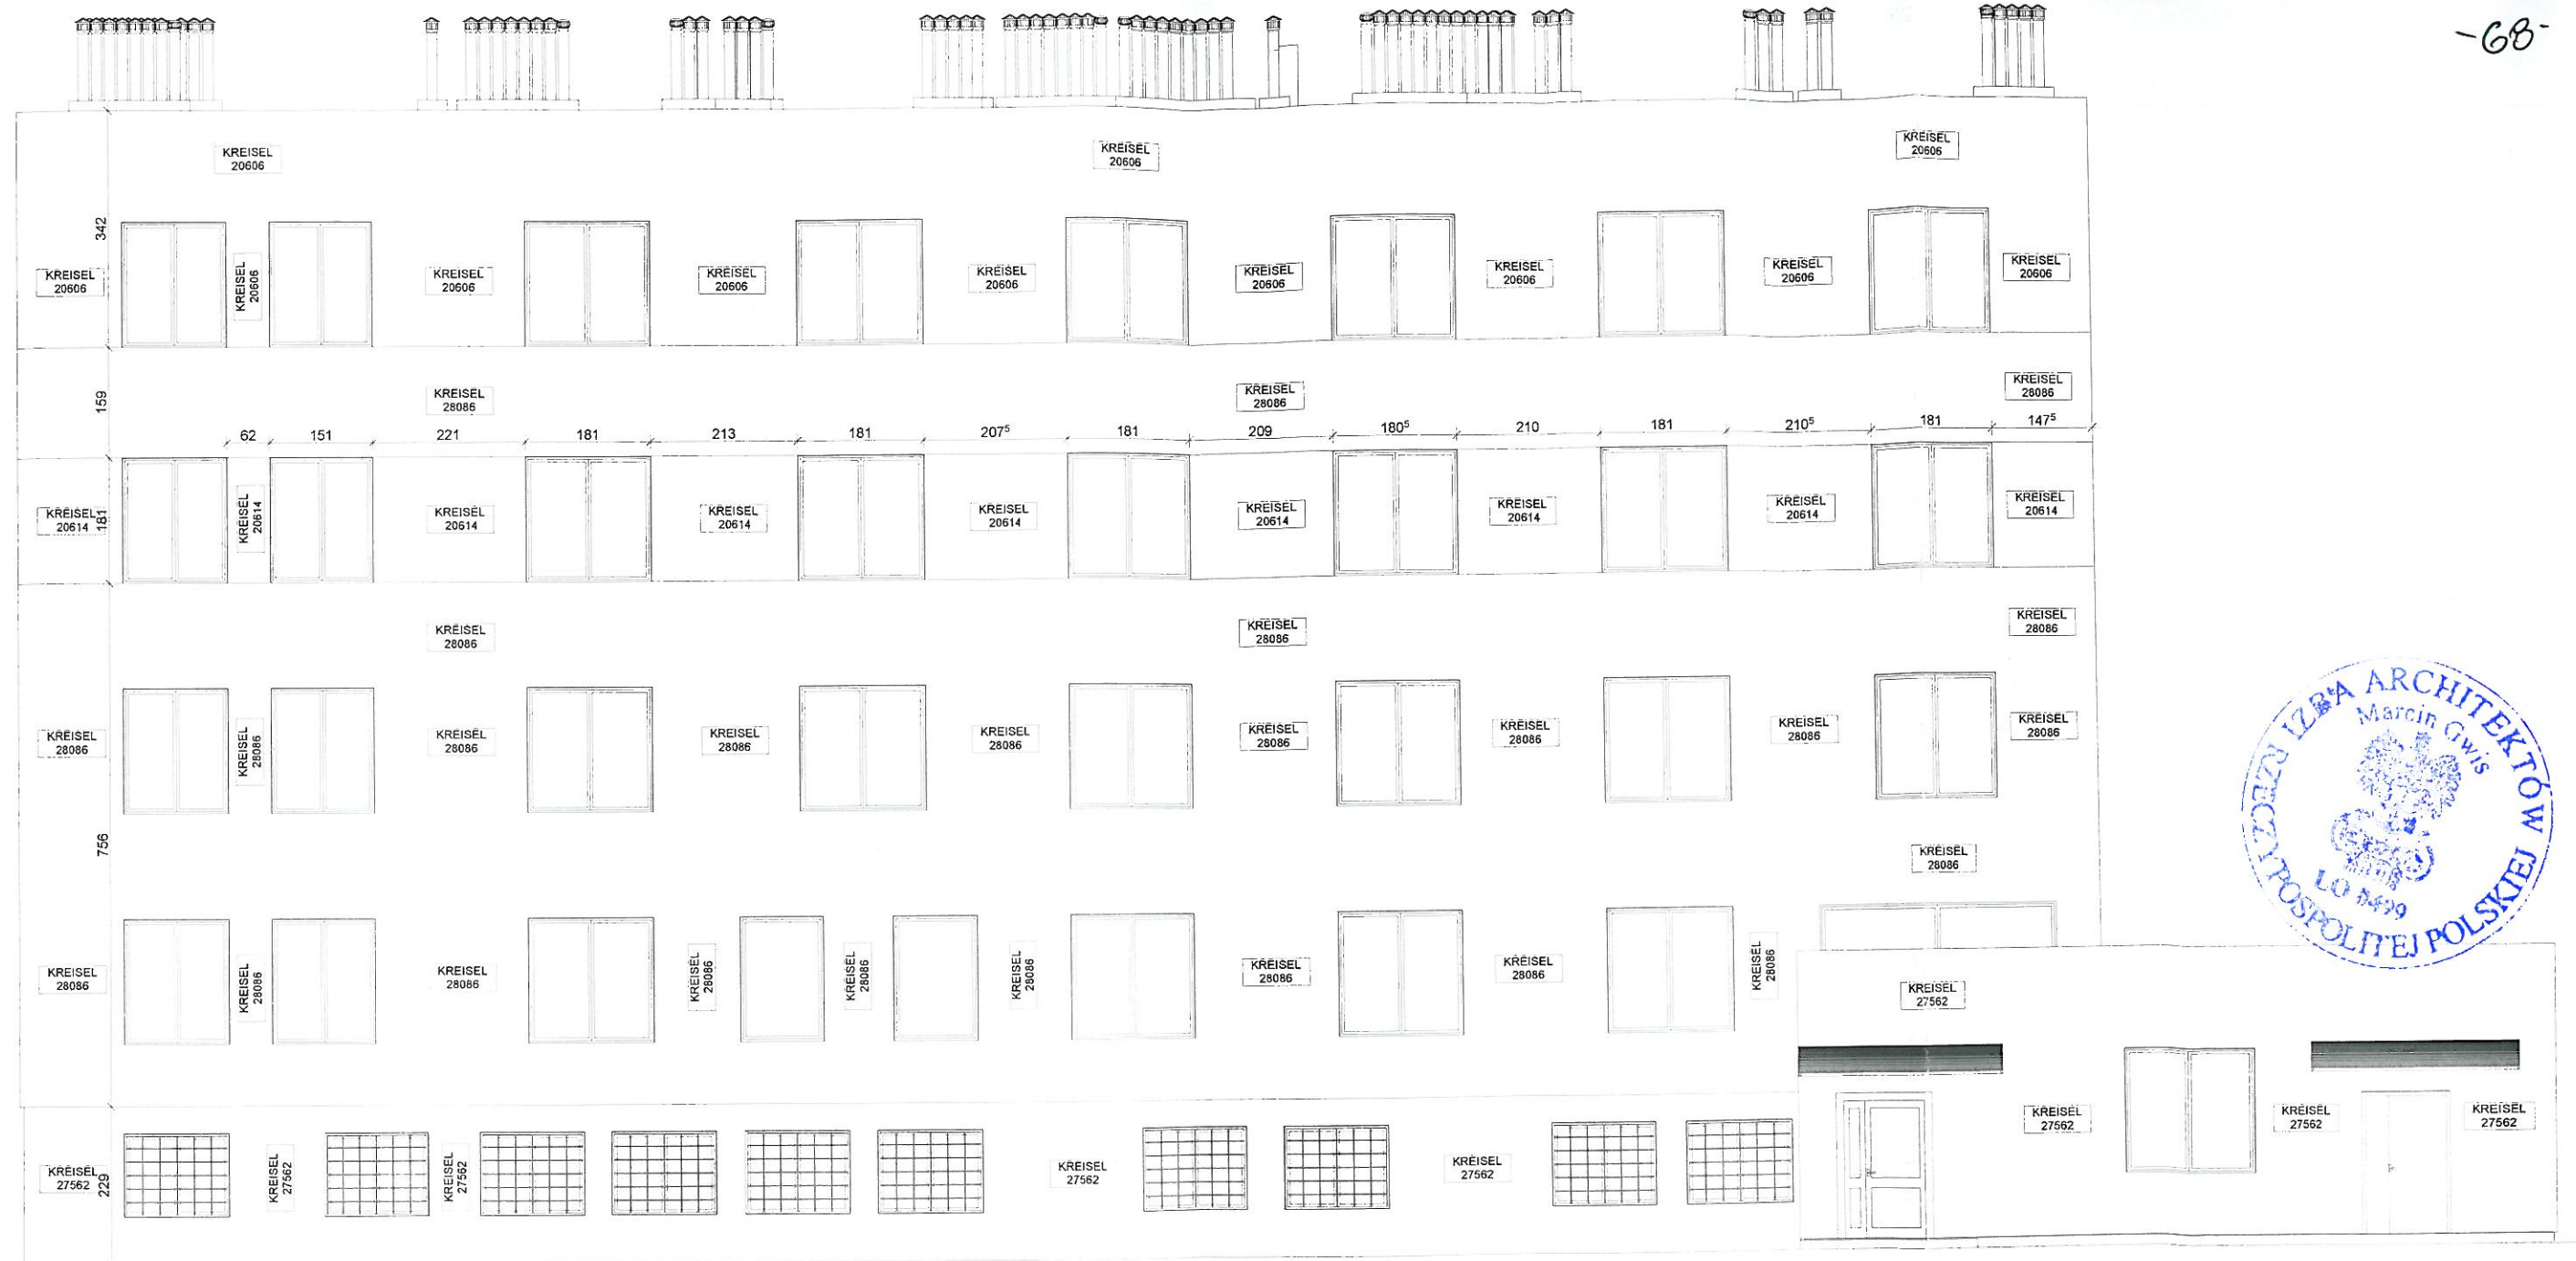 -68-
KREISEL
20606
KREISEL
20606
KREISEL
20606
342
KREISEL
20606
KREISEL
20606
KREISEL
20606
KREISEL
20606
KREISEL
20606
KREISEL
20606
KREISEL
20606
KREISEL
20606
KREISEL
20606
159
KREISEL
28086
KREISEL
28086
KREISEL
28086
62 151 221 181 213 181 207⁵ 181 209 180⁵ 210 181 210⁵ 181 147⁵
KREISEL
20614
181
KREISEL
20614
KREISEL
20614
KREISEL
20614
KREISEL
20614
KREISEL
20614
KREISEL
20614
KREISEL
20614
KREISEL
20614
KREISEL
28086
KREISEL
28086
KREISEL
28086
KREISEL
28086
KREISEL
28086
KREISEL
28086
KREISEL
28086
KREISEL
28086
KREISEL
28086
KREISEL
28086
KREISEL
28086
KREISEL
28086
756
KREISEL
28086
KREISEL
28086
KREISEL
28086
KREISEL
28086
KREISEL
28086
KREISEL
28086
KREISEL
28086
KREISEL
28086
KREISEL
28086
KREISEL
28086
KREISEL
27562
KREISEL
27562
229
KREISEL
27562
KREISEL
27562
KREISEL
27562
KREISEL
27562
KREISEL
27562
KREISEL
27562
KREISEL
27562
IZBA ARCHITEKTÓW
RZECZYPOSPOLITEJ POLSKIEJ
Marcin Gwis
LO 0499